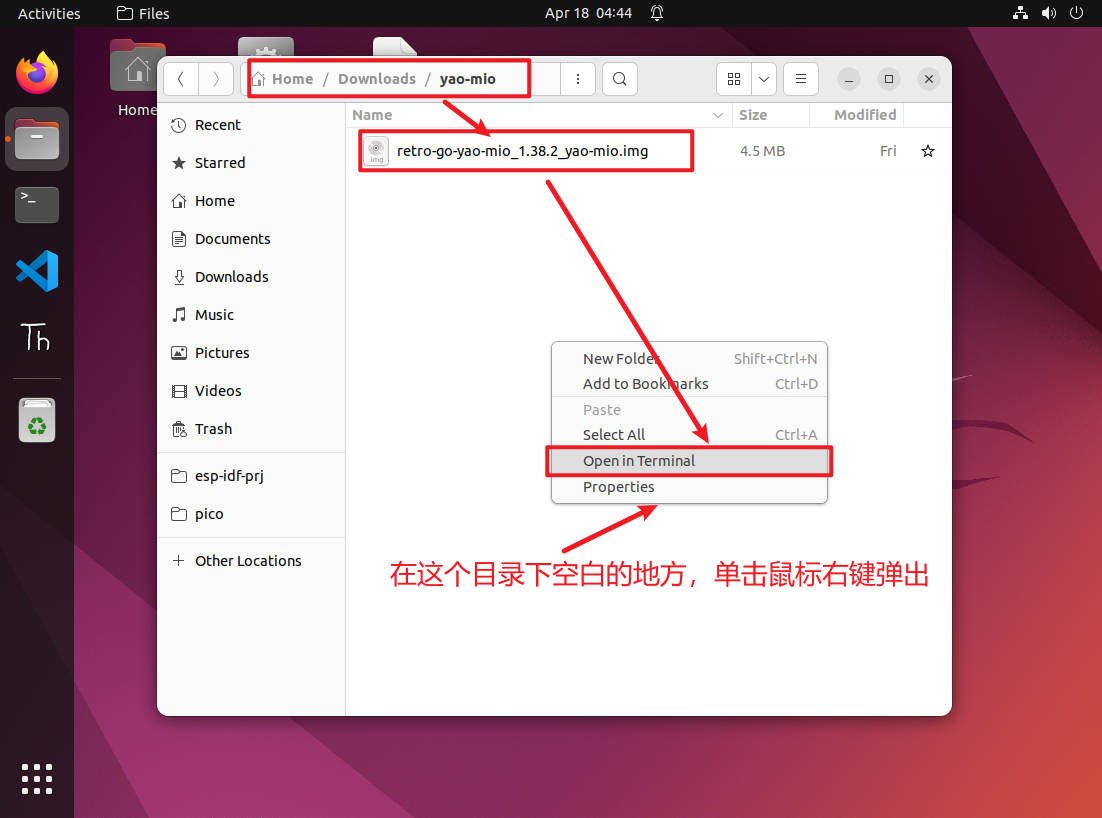 Activities
Files
Apr 18 04:44
Home
Home / Downloads / yao-mio
Recent
Starred
Home
Documents
Downloads
Music
Pictures
Videos
Trash
esp-idf-prj
pico
Other Locations
Name Size Modified
img
retro-go-yao-mio_1.38.2_yao-mio.img 4.5 MB Fri
New Folder Shift+Ctrl+N
Add to Bookmarks Ctrl+D
Paste
Select All Ctrl+A
Open in Terminal
Properties
在这个目录下空白的地方，单击鼠标右键弹出
>_
Th